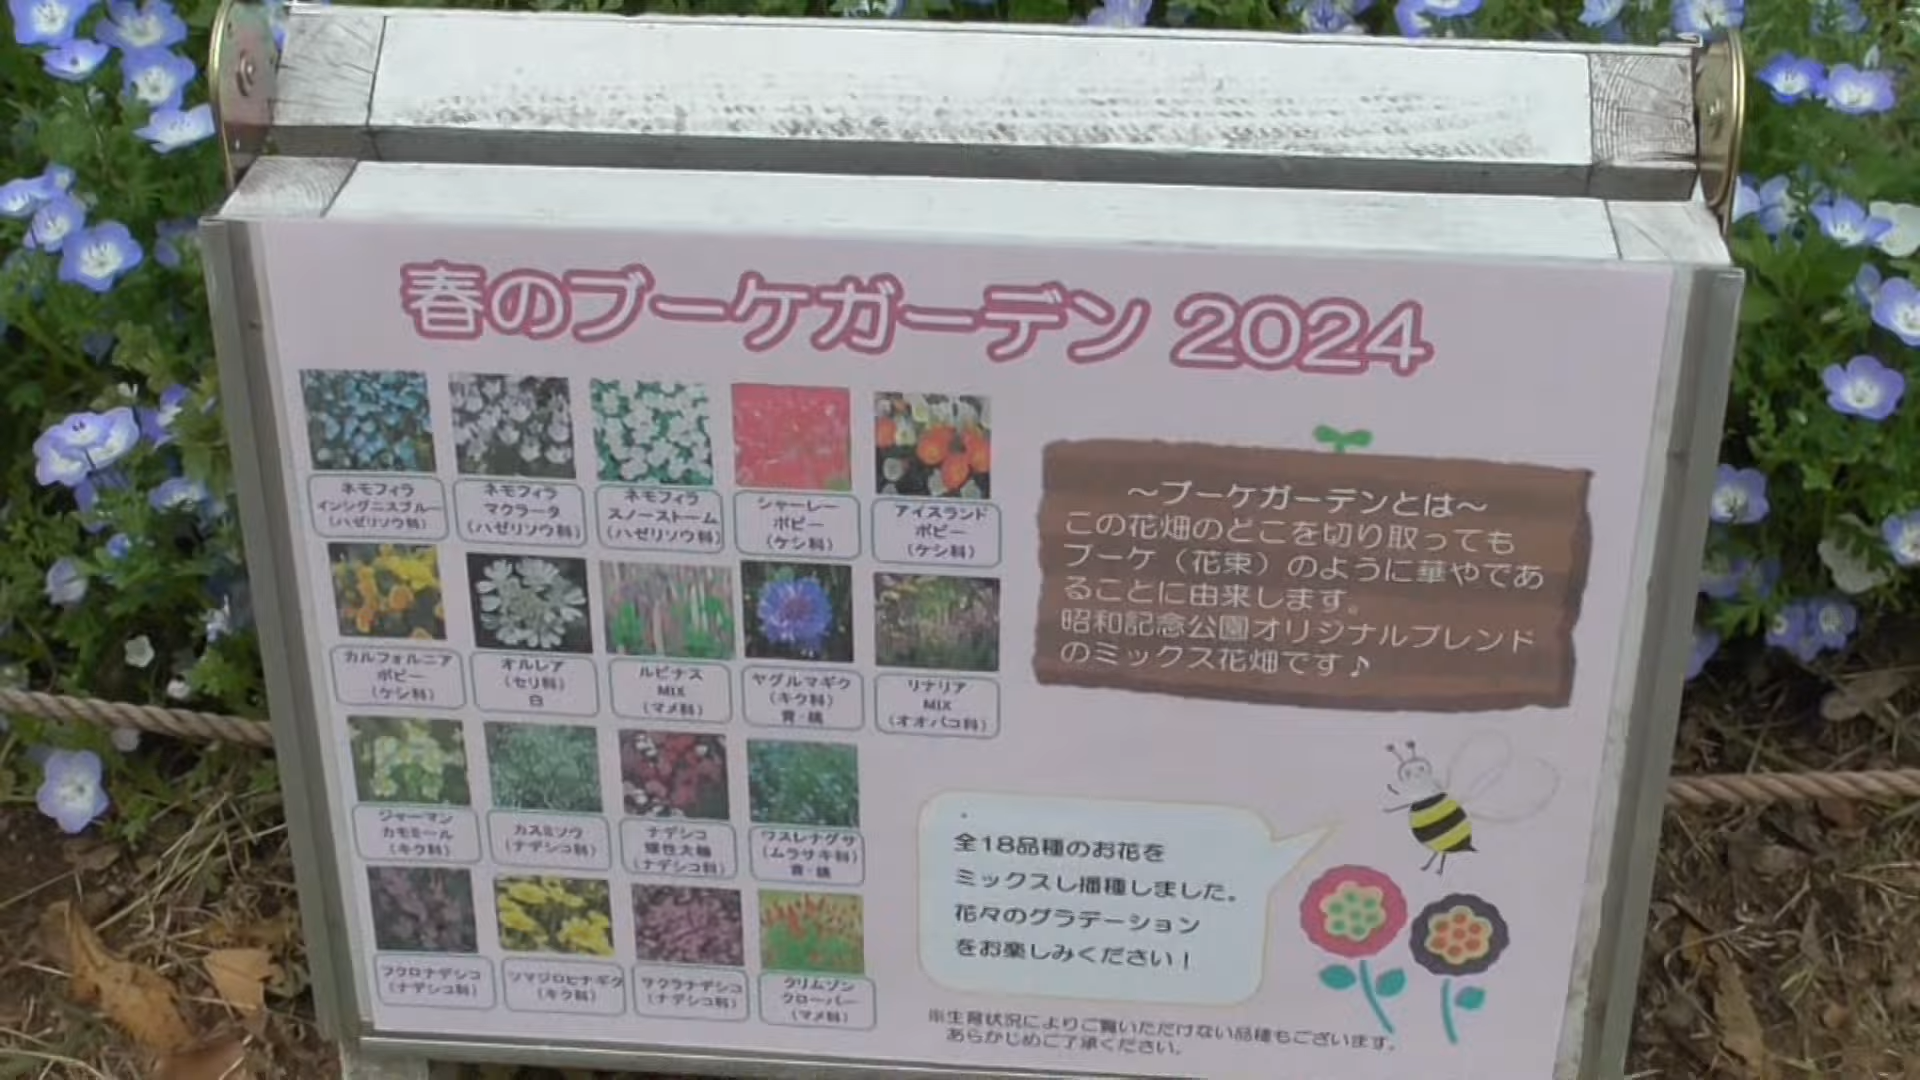 春のブーケガーデン 2024
ネモフィラ
インシグニスブルー
(ハゼリソウ科)
ネモフィラ
マクラータ
(ハゼリソウ科)
ネモフィラ
スノーストーム
(ハゼリソウ科)
シャーレー
ポピー
(ケシ科)
アイスランド
ポピー
(ケシ科)
カルフォルニア
ポピー
(ケシ科)
オルレア
(セリ科)
白
ルピナス
MIX
(マメ科)
ヤグルマギク
(キク科)
青・桃
リナリア
MIX
(オオバコ科)
ジャーマン
カモミール
(キク科)
カスミソウ
(ナデシコ科)
ナデシコ
矮性大輪
(ナデシコ科)
ワスレナグサ
(ムラサキ科)
青・桃
フクロナデシコ
(ナデシコ科)
ツマジロヒナギク
(キク科)
サクラナデシコ
(ナデシコ科)
クリムゾン
クローバー
(マメ科)
～ブーケガーデンとは～
この花畑のどこを切り取っても
ブーケ（花束）のように華やであ
ることに由来します。
昭和記念公園オリジナルブレンド
のミックス花畑です♪
全18品種のお花を
ミックスし播種しました。
花々のグラデーション
をお楽しみください！
※生育状況によりご覧いただけない品種もございます。
あらかじめご了承ください。